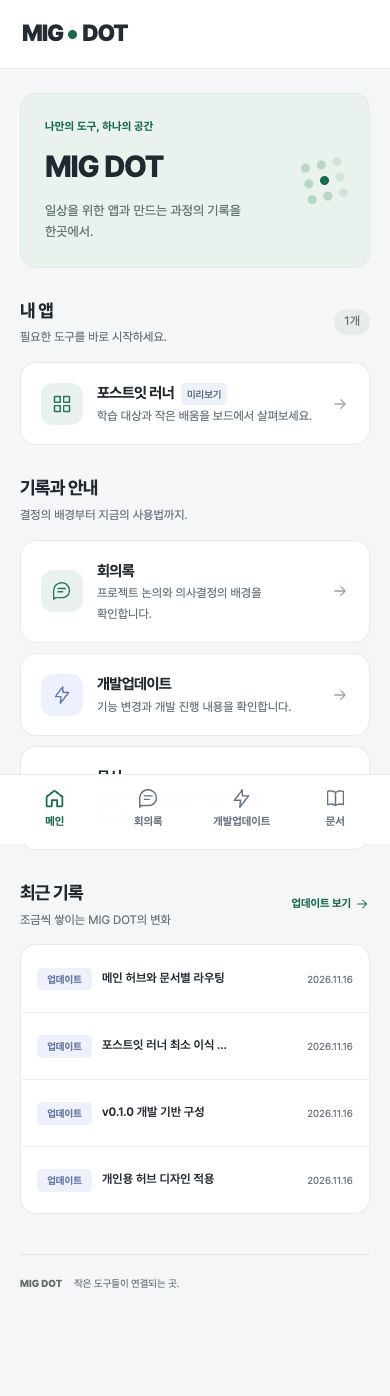 MIG DOT
나만의 도구, 하나의 공간
MIG DOT
일상을 위한 앱과 만드는 과정의 기록을
한곳에서.
내 앱
필요한 도구를 바로 시작하세요.
1개
포스트잇 러너 미리보기
학습 대상과 작은 배움을 보드에서 살펴보세요.
기록과 안내
결정의 배경부터 지금의 사용법까지.
회의록
프로젝트 논의와 의사결정의 배경을
확인합니다.
개발업데이트
기능 변경과 개발 진행 내용을 확인합니다.
메인
회의록
개발업데이트
문서
최근 기록
조금씩 쌓이는 MIG DOT의 변화
업데이트 보기
업데이트 메인 허브와 문서별 라우팅 2026.11.16
업데이트 포스트잇 러너 최소 이식 ... 2026.11.16
업데이트 v0.1.0 개발 기반 구성 2026.11.16
업데이트 개인용 허브 디자인 적용 2026.11.16
MIG DOT 작은 도구들이 연결되는 곳.